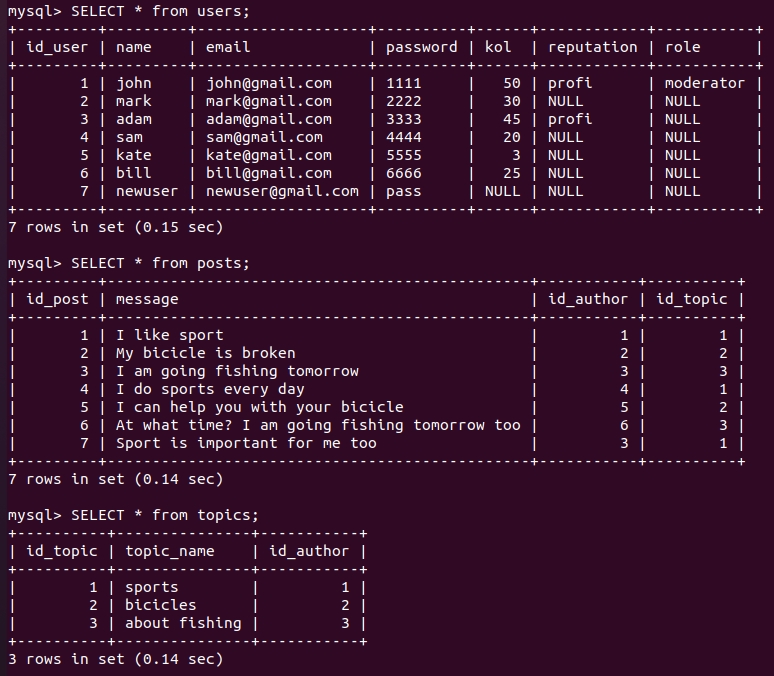 mysql> SELECT * from users;
+---------+---------+-------------------+----------+------+------------+-----------+
| id_user | name    | email             | password | kol  | reputation | role      |
+---------+---------+-------------------+----------+------+------------+-----------+
|       1 | john    | john@gmail.com    | 1111     |   50 | profi      | moderator |
|       2 | mark    | mark@gmail.com    | 2222     |   30 | NULL       | NULL      |
|       3 | adam    | adam@gmail.com    | 3333     |   45 | profi      | NULL      |
|       4 | sam     | sam@gmail.com     | 4444     |   20 | NULL       | NULL      |
|       5 | kate    | kate@gmail.com    | 5555     |    3 | NULL       | NULL      |
|       6 | bill    | bill@gmail.com    | 6666     |   25 | NULL       | NULL      |
|       7 | newuser | newuser@gmail.com | pass     | NULL | NULL       | NULL      |
+---------+---------+-------------------+----------+------+------------+-----------+
7 rows in set (0.15 sec)
mysql> SELECT * from posts;
+---------+----------------------------------------------+-----------+----------+
| id_post | message                                      | id_author | id_topic |
+---------+----------------------------------------------+-----------+----------+
|       1 | I like sport                                 |         1 |        1 |
|       2 | My bicicle is broken                         |         2 |        2 |
|       3 | I am going fishing tomorrow                  |         3 |        3 |
|       4 | I do sports every day                        |         4 |        1 |
|       5 | I can help you with your bicicle             |         5 |        2 |
|       6 | At what time? I am going fishing tomorrow too |         6 |        3 |
|       7 | Sport is important for me too                |         3 |        1 |
+---------+----------------------------------------------+-----------+----------+
7 rows in set (0.14 sec)
mysql> SELECT * from topics;
+----------+---------------+-----------+
| id_topic | topic_name    | id_author |
+----------+---------------+-----------+
|        1 | sports        |         1 |
|        2 | bicicles      |         2 |
|        3 | about fishing |         3 |
+----------+---------------+-----------+
3 rows in set (0.14 sec)